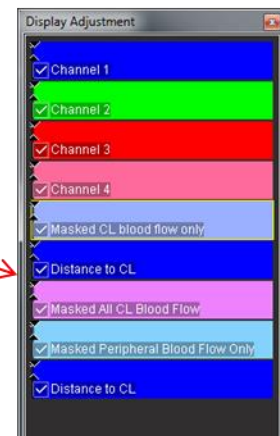 Display Adjustment
Channel 1
Channel 2
Channel 3
Channel 4
Masked CL blood flow only
Distance to CL
Masked All CL Blood Flow
Masked Peripheral Blood Flow Only
Distance to CL